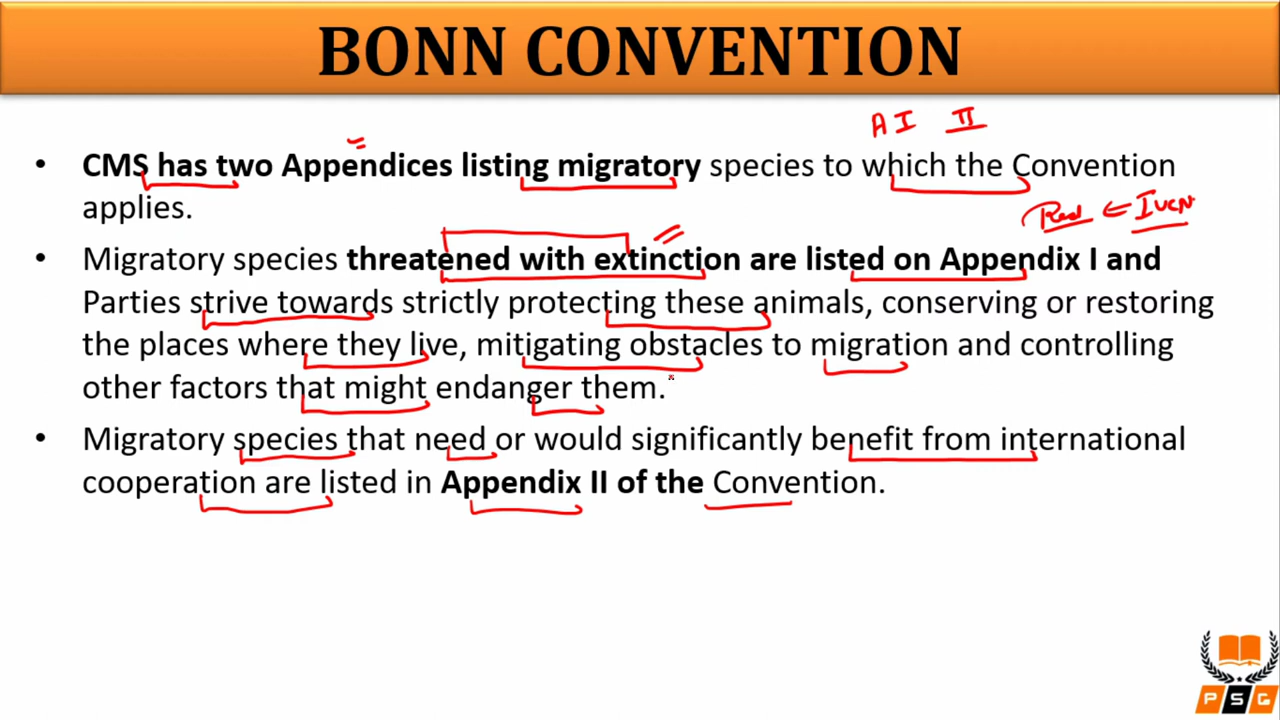 BONN CONVENTION
A I II
• CMS has two Appendices listing migratory species to which the Convention
applies.
Red ← IUCN
• Migratory species threatened with extinction are listed on Appendix I and
Parties strive towards strictly protecting these animals, conserving or restoring
the places where they live, mitigating obstacles to migration and controlling
other factors that might endanger them.
• Migratory species that need or would significantly benefit from international
cooperation are listed in Appendix II of the Convention.
PSG